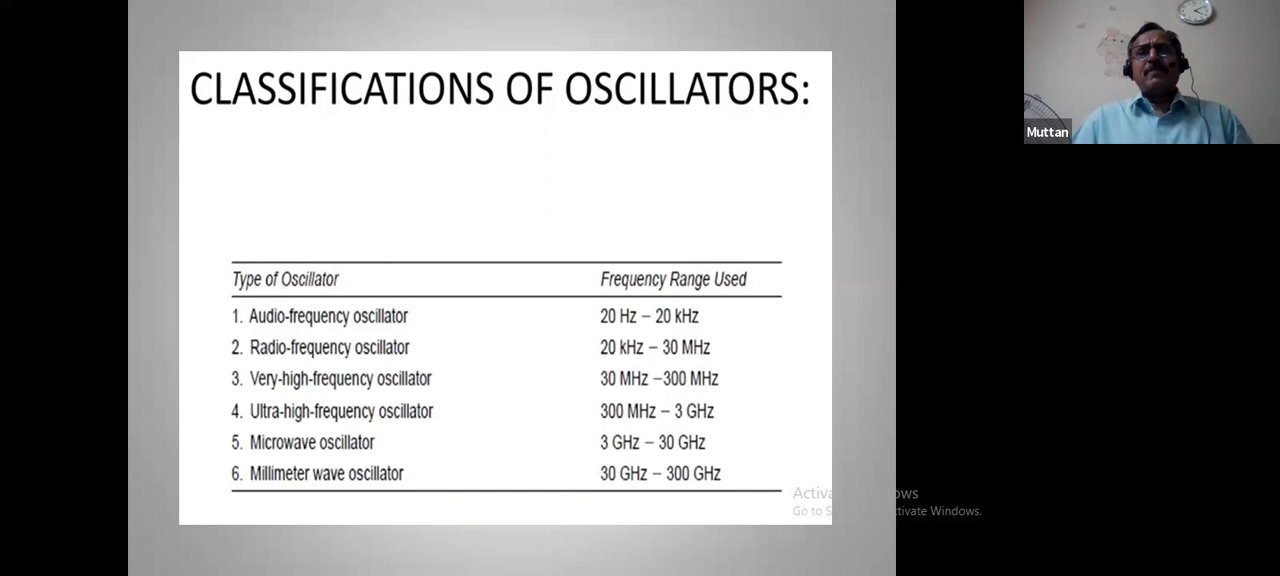 CLASSIFICATIONS OF OSCILLATORS:
Muttan
Type of Oscillator Frequency Range Used
1. Audio-frequency oscillator 20 Hz – 20 kHz
2. Radio-frequency oscillator 20 kHz – 30 MHz
3. Very-high-frequency oscillator 30 MHz –300 MHz
4. Ultra-high-frequency oscillator 300 MHz – 3 GHz
5. Microwave oscillator 3 GHz – 30 GHz
6. Millimeter wave oscillator 30 GHz – 300 GHz
Go to
Windows.